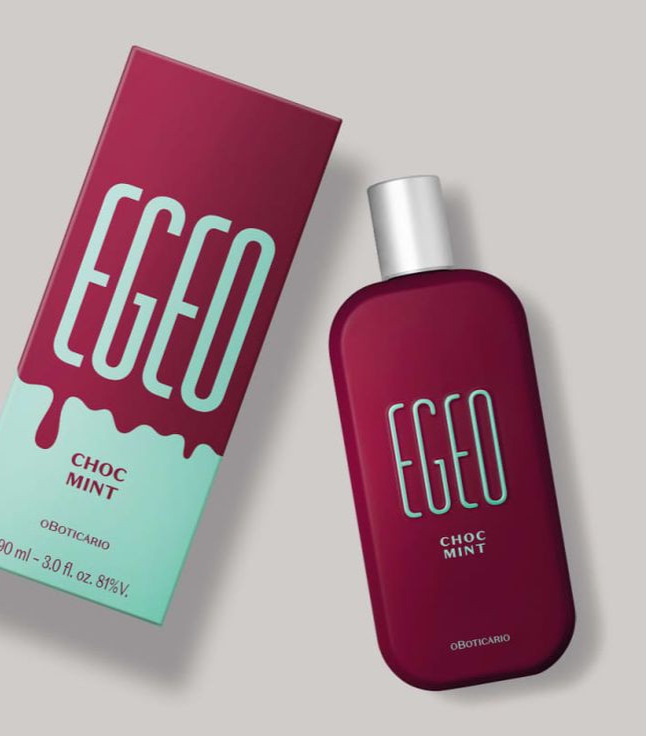 EGEO
CHOC
MINT
oBOTICARIO
90 ml - 3.0 fl. oz. 81%V.
EGEO
CHOC
MINT
oBOTICARIO